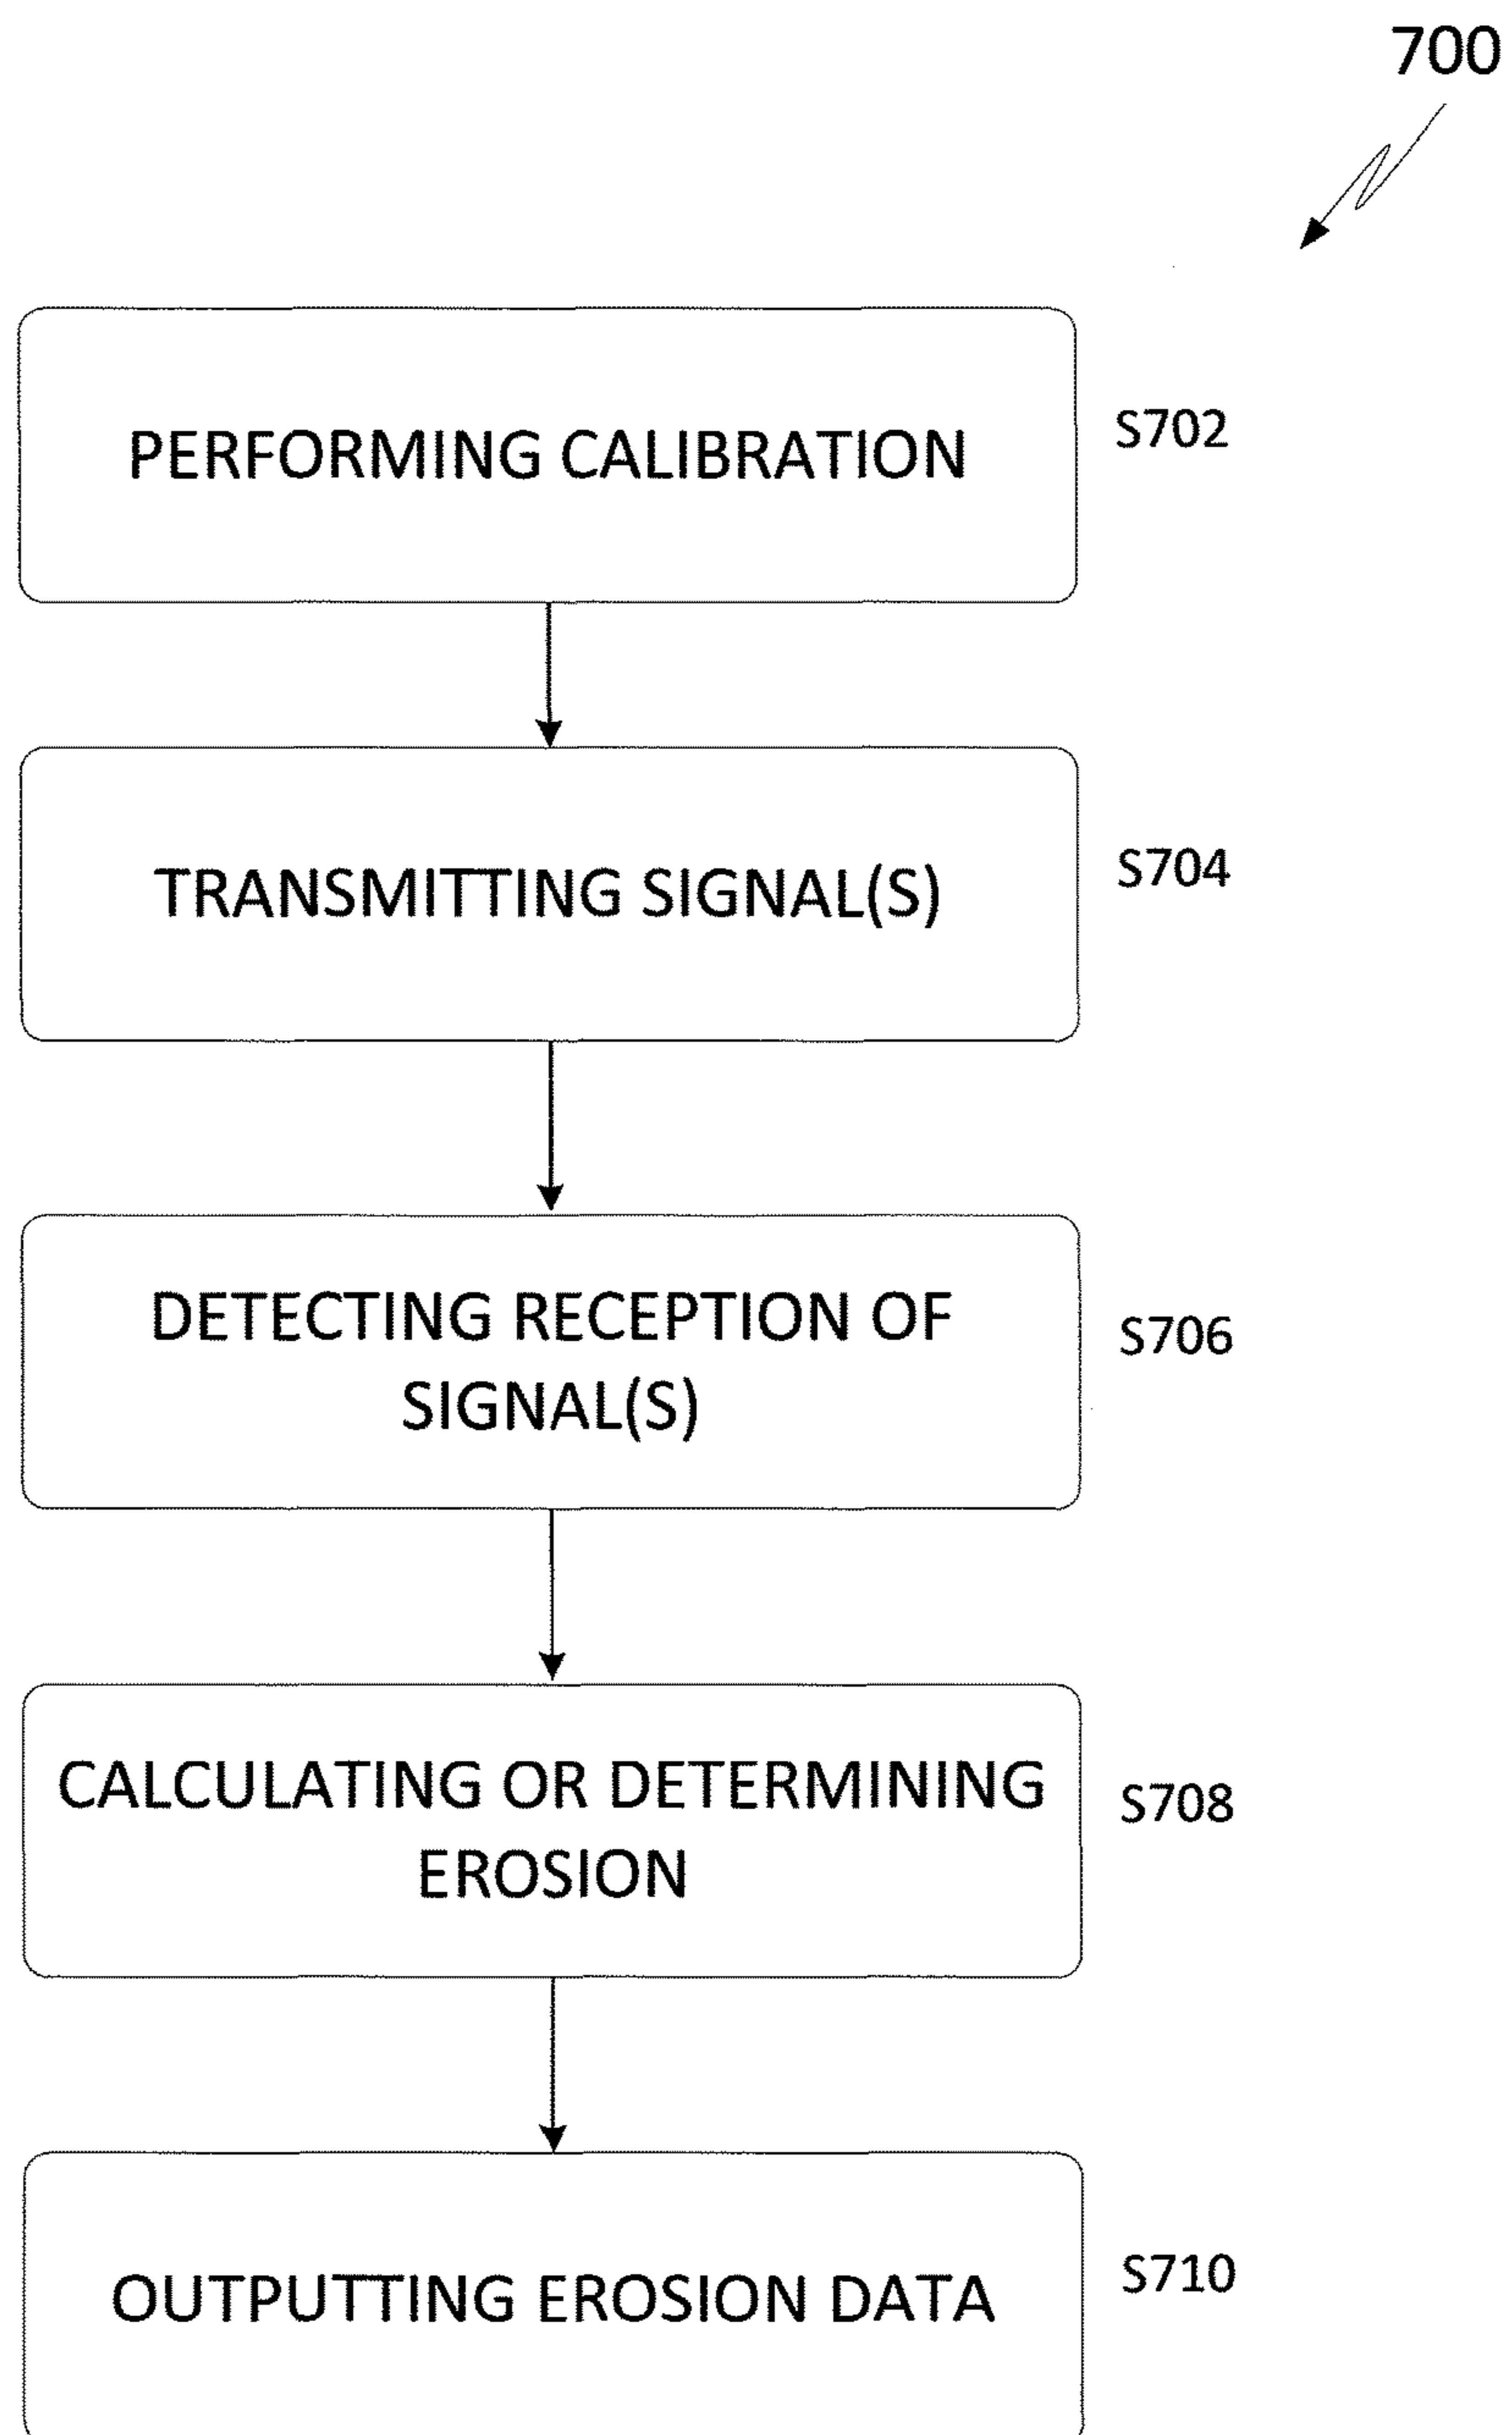 700
PERFORMING CALIBRATION
S702
TRANSMITTING SIGNAL(S)
S704
DETECTING RECEPTION OF
SIGNAL(S)
S706
CALCULATING OR DETERMINING
EROSION
S708
OUTPUTTING EROSION DATA
S710